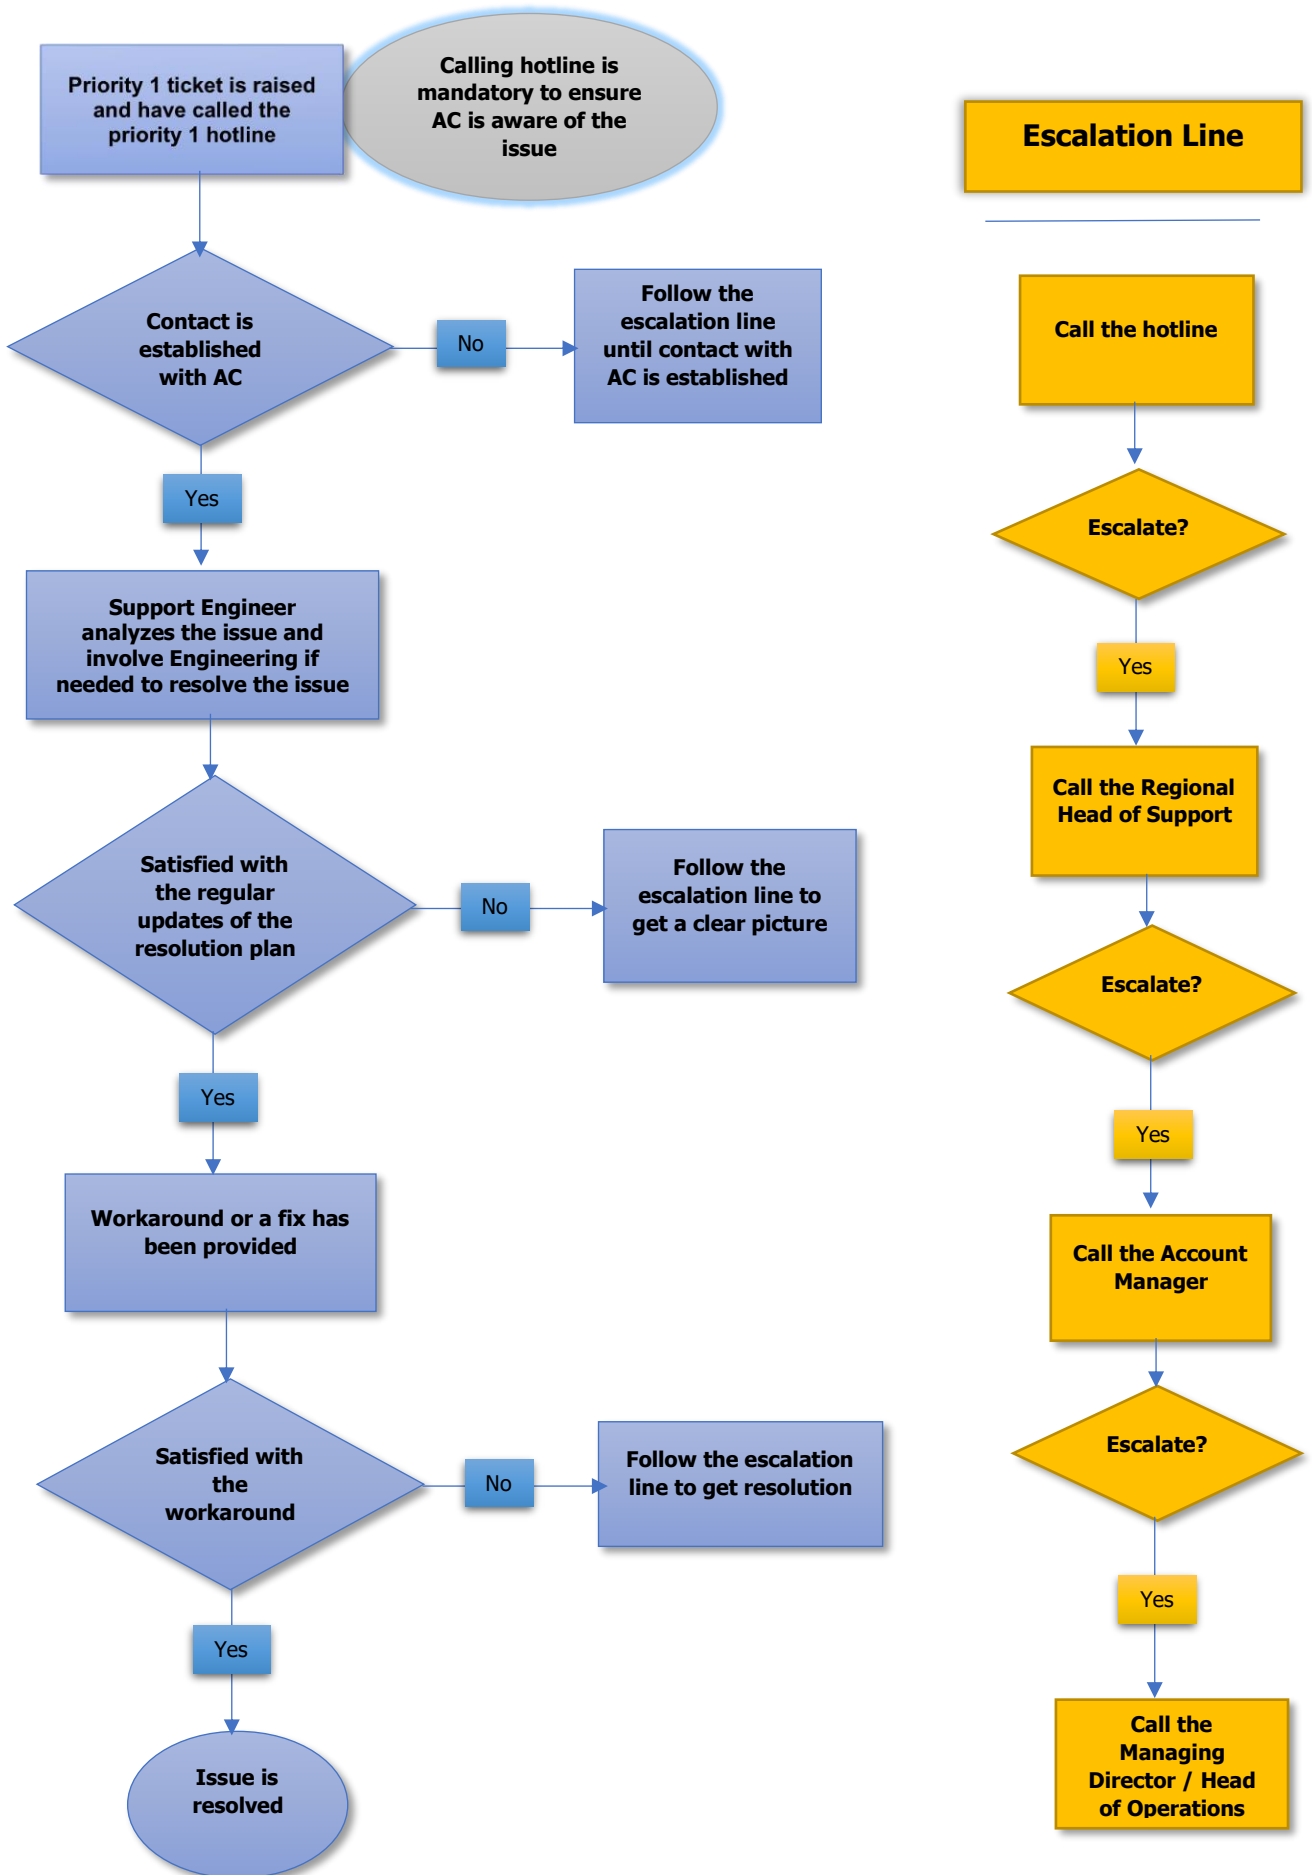 Priority 1 ticket is raised
and have called the
priority 1 hotline
Calling hotline is
mandatory to ensure
AC is aware of the
issue
Contact is
established
with AC
No
Follow the
escalation line
until contact with
AC is established
Yes
Support Engineer
analyzes the issue and
involve Engineering if
needed to resolve the issue
Satisfied with
the regular
updates of the
resolution plan
No
Follow the
escalation line to
get a clear picture
Yes
Workaround or a fix has
been provided
Satisfied with
the
workaround
No
Follow the escalation
line to get resolution
Yes
Issue is
resolved
Escalation Line
Call the hotline
Escalate?
Yes
Call the Regional
Head of Support
Escalate?
Yes
Call the Account
Manager
Escalate?
Yes
Call the
Managing
Director / Head
of Operations